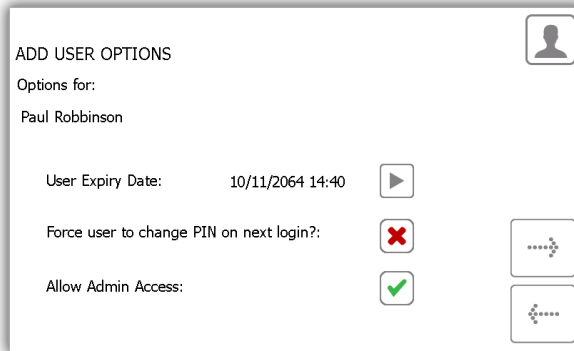 ADD USER OPTIONS
Options for:
Paul Robbinson
User Expiry Date: 10/11/2064 14:40
Force user to change PIN on next login?:
Allow Admin Access: